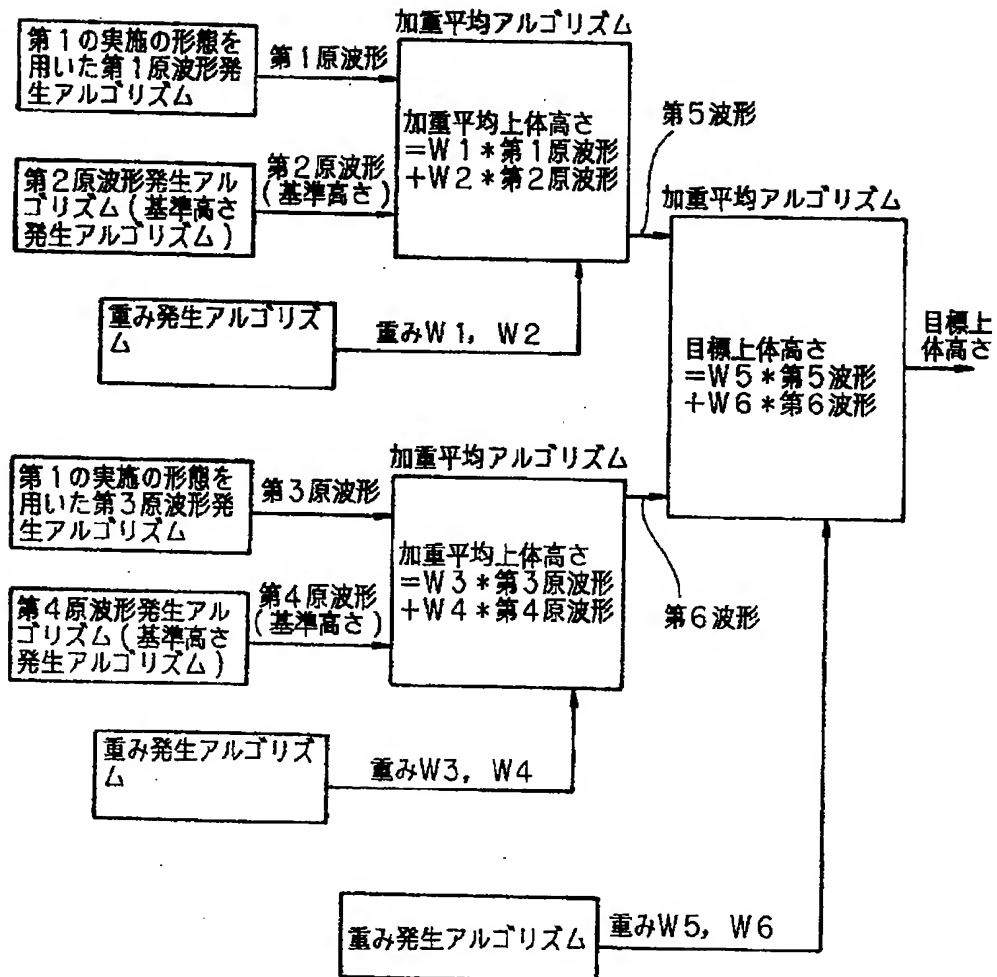 加重平均アルゴリズム
第1の実施の形態を
用いた第1原波形発
生アルゴリズム
第1原波形
加重平均上体高さ
=W1*第1原波形
+W2*第2原波形
第2原波形発生アル
ゴリズム(基準高さ
発生アルゴリズム)
第2原波形
(基準高さ)
重み発生アルゴリズ
ム
重みW1, W2
第5波形
加重平均アルゴリズム
目標上体高さ
=W5*第5波形
+W6*第6波形
目標上
体高さ
加重平均アルゴリズム
第1の実施の形態を
用いた第3原波形発
生アルゴリズム
第3原波形
加重平均上体高さ
=W3*第3原波形
+W4*第4原波形
第4原波形発生アル
ゴリズム(基準高さ
発生アルゴリズム)
第4原波形
(基準高さ)
第6波形
重み発生アルゴリズ
ム
重みW3, W4
重み発生アルゴリズム
重みW5, W6